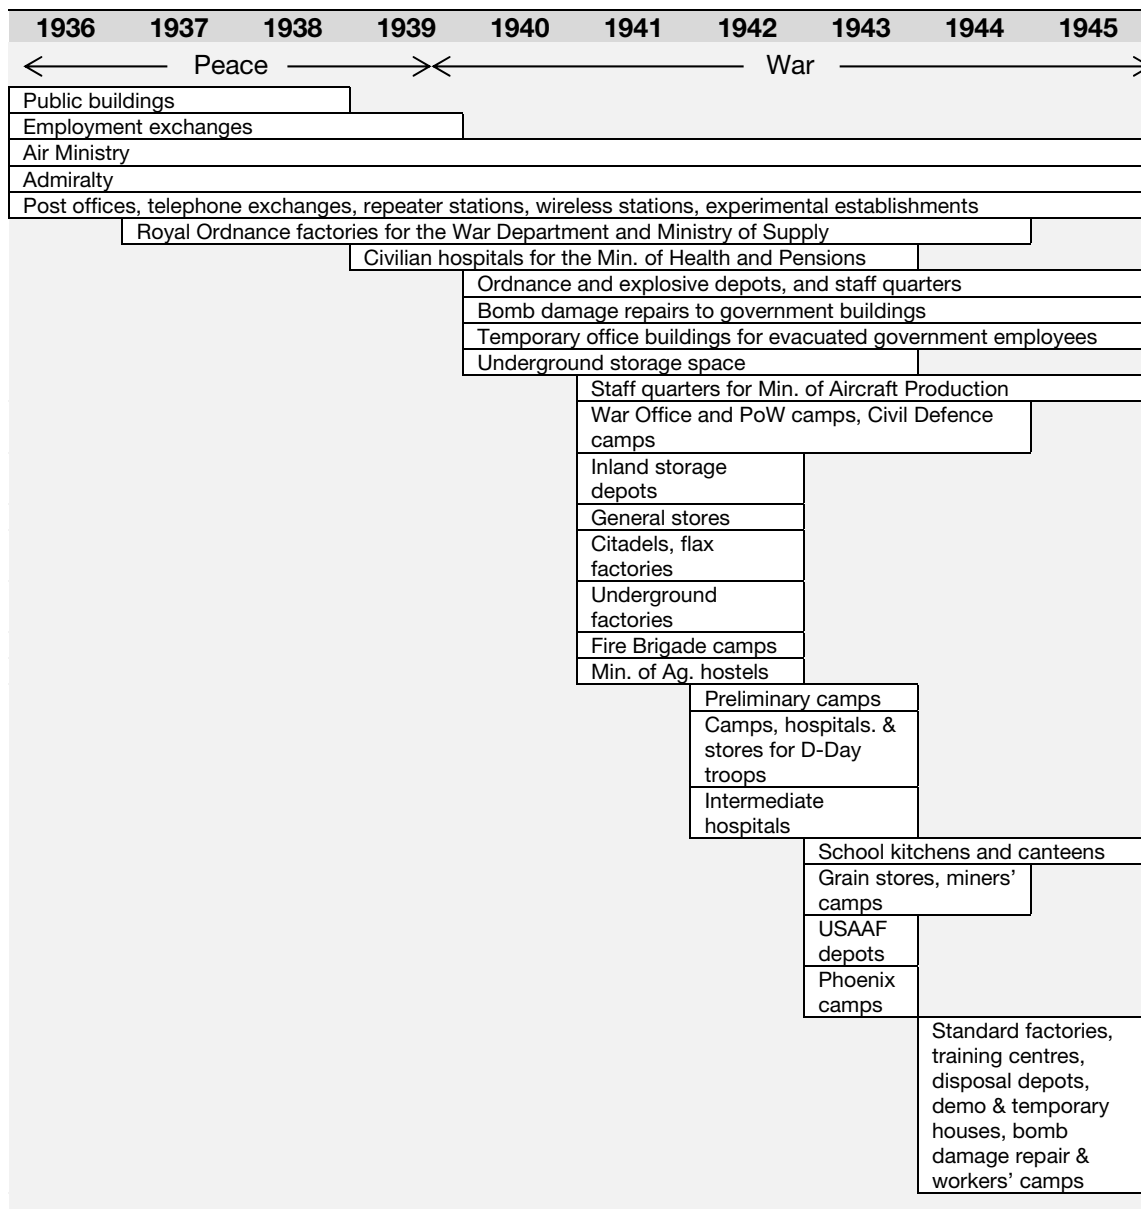 1936 1937 1938 1939 1940 1941 1942 1943 1944 1945
Peace War
Public buildings
Employment exchanges
Air Ministry
Admiralty
Post offices, telephone exchanges, repeater stations, wireless stations, experimental establishments
Royal Ordnance factories for the War Department and Ministry of Supply
Civilian hospitals for the Min. of Health and Pensions
Ordnance and explosive depots, and staff quarters
Bomb damage repairs to government buildings
Temporary office buildings for evacuated government employees
Underground storage space
Staff quarters for Min. of Aircraft Production
War Office and PoW camps, Civil Defence
camps
Inland storage
depots
General stores
Citadels, flax
factories
Underground
factories
Fire Brigade camps
Min. of Ag. hostels
Preliminary camps
Camps, hospitals. &
stores for D-Day
troops
Intermediate
hospitals
School kitchens and canteens
Grain stores, miners’
camps
USAAF
depots
Phoenix
camps
Standard factories,
training centres,
disposal depots,
demo & temporary
houses, bomb
damage repair &
workers’ camps